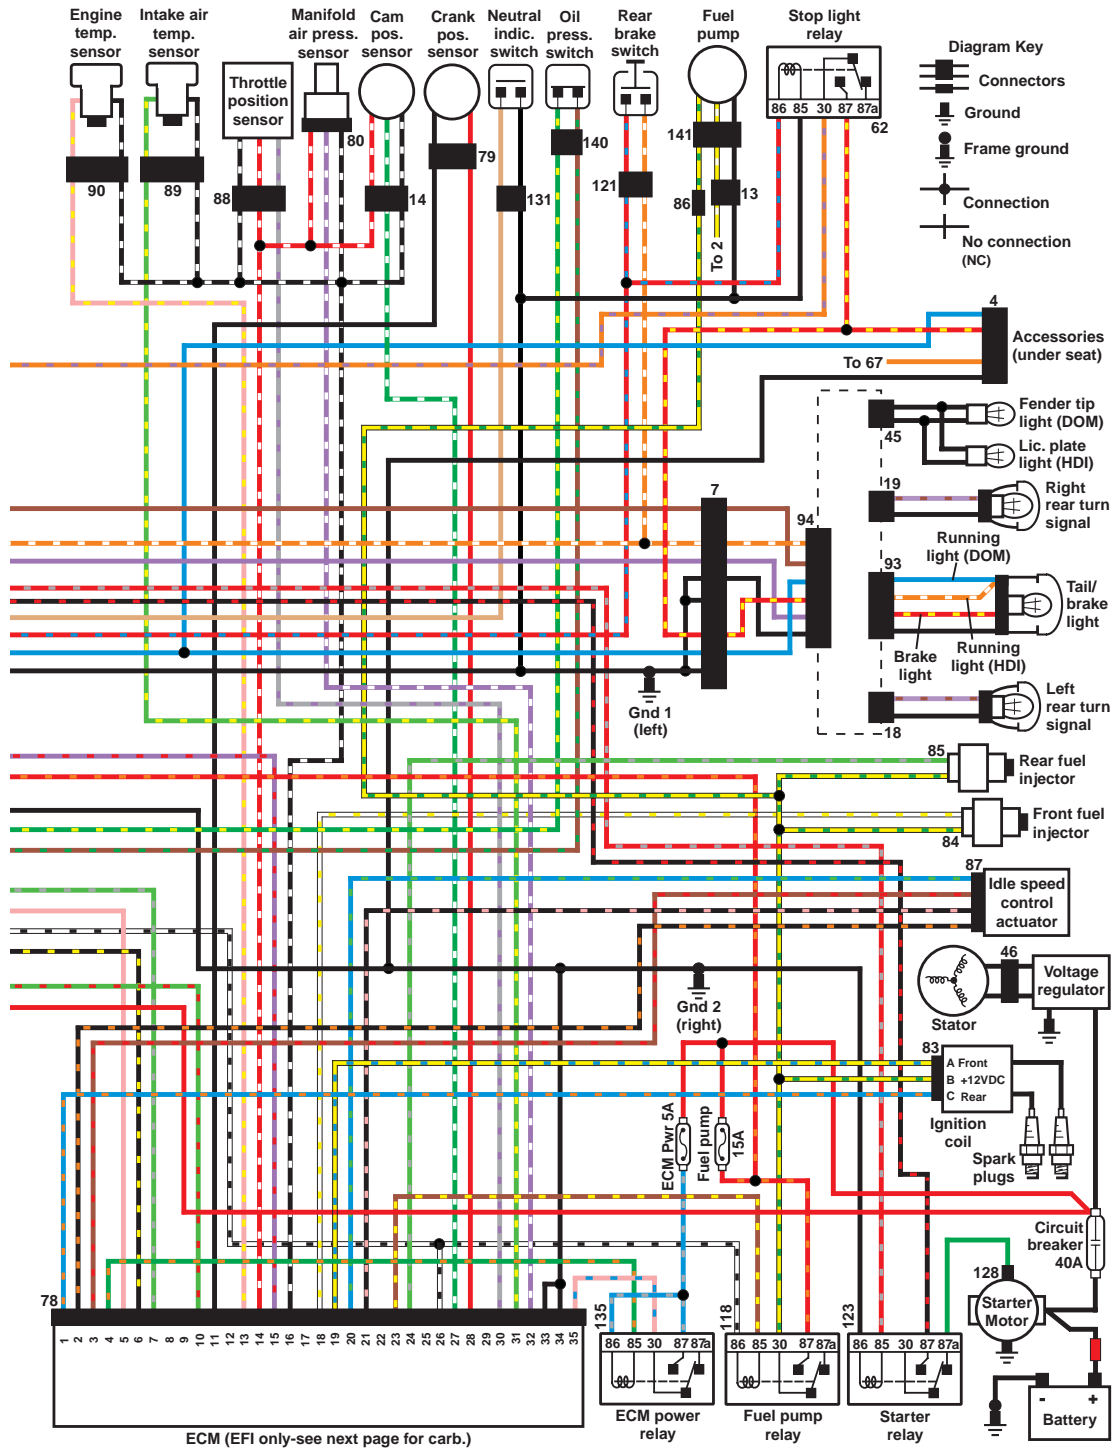 Engine
temp.
sensor
Intake air
temp.
sensor
Throttle
position
sensor
Manifold
air press.
sensor
Cam
pos.
sensor
Crank
pos.
sensor
Neutral
indic.
switch
Oil
press.
switch
Rear
brake
switch
Fuel
pump
Stop light
relay
86 85 30 87 87a
62
Diagram Key
Connectors
Ground
Frame ground
Connection
No connection
(NC)
90
89
88
80
14
79
131
140
121
141
86
13
To 2
4
Accessories
(under seat)
To 67
45
Fender tip
light (DOM)
Lic. plate
light (HDI)
19
Right
rear turn
signal
7
94
93
Running
light (DOM)
Tail/
brake
light
Brake
light
Running
light (HDI)
Gnd 1
(left)
18
Left
rear turn
signal
85
Rear fuel
injector
84
Front fuel
injector
87
Idle speed
control
actuator
46
Stator
Voltage
regulator
Gnd 2
(right)
83
A Front
B +12VDC
C Rear
Ignition
coil
Spark
plugs
ECM Pwr 5A
Fuel pump
15A
Circuit
breaker
40A
128
Starter
Motor
78
1 2 3 4 5 6 7 8 9 10 11 12 13 14 15 16 17 18 19 20 21 22 23 24 25 26 27 28 29 30 31 32 33 34 35
ECM (EFI only-see next page for carb.)
135
86 85 30 87 87a
ECM power
relay
118
86 85 30 87 87a
Fuel pump
relay
123
86 85 30 87 87a
Starter
relay
- +
Battery